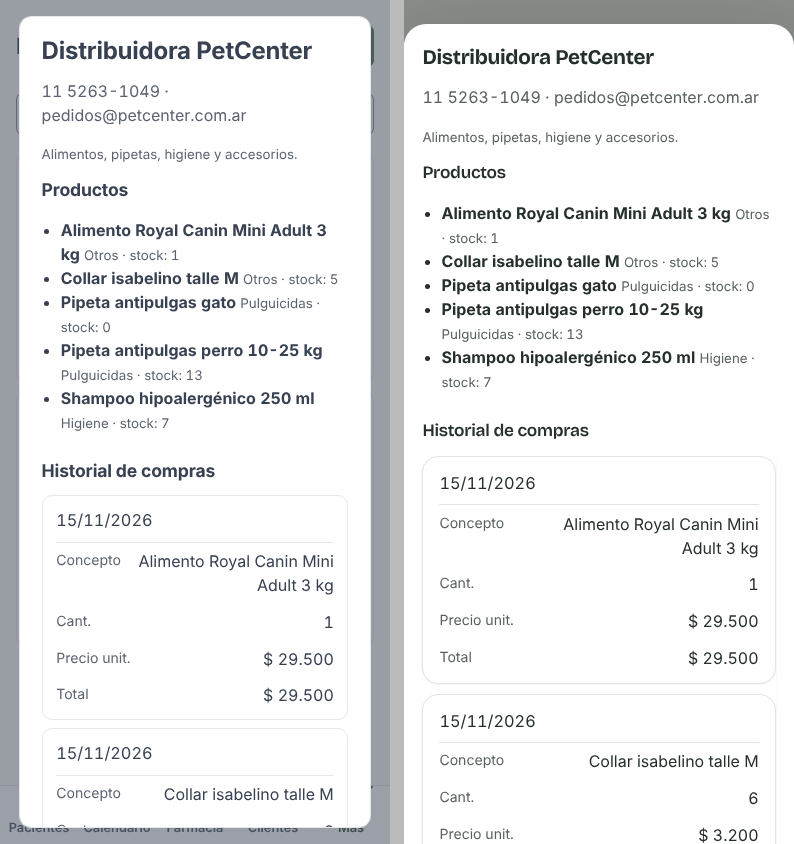 Distribuidora PetCenter
11 5263-1049 ·
pedidos@petcenter.com.ar
Alimentos, pipetas, higiene y accesorios.
Productos
• Alimento Royal Canin Mini Adult 3
kg Otros · stock: 1
• Collar isabelino talle M Otros · stock: 5
• Pipeta antipulgas gato Pulguicidas ·
stock: 0
• Pipeta antipulgas perro 10-25 kg
Pulguicidas · stock: 13
• Shampoo hipoalergénico 250 ml
Higiene · stock: 7
Historial de compras
15/11/2026
Concepto Alimento Royal Canin Mini
Adult 3 kg
Cant. 1
Precio unit. $ 29.500
Total $ 29.500
15/11/2026
Concepto Collar isabelino talle M
Pacientes Calendario Farmacia Clientes Más
Distribuidora PetCenter
11 5263-1049 · pedidos@petcenter.com.ar
Alimentos, pipetas, higiene y accesorios.
Productos
• Alimento Royal Canin Mini Adult 3 kg Otros
· stock: 1
• Collar isabelino talle M Otros · stock: 5
• Pipeta antipulgas gato Pulguicidas · stock: 0
• Pipeta antipulgas perro 10-25 kg
Pulguicidas · stock: 13
• Shampoo hipoalergénico 250 ml Higiene ·
stock: 7
Historial de compras
15/11/2026
Concepto Alimento Royal Canin Mini
Adult 3 kg
Cant. 1
Precio unit. $ 29.500
Total $ 29.500
15/11/2026
Concepto Collar isabelino talle M
Cant. 6
Precio unit. $ 3.200